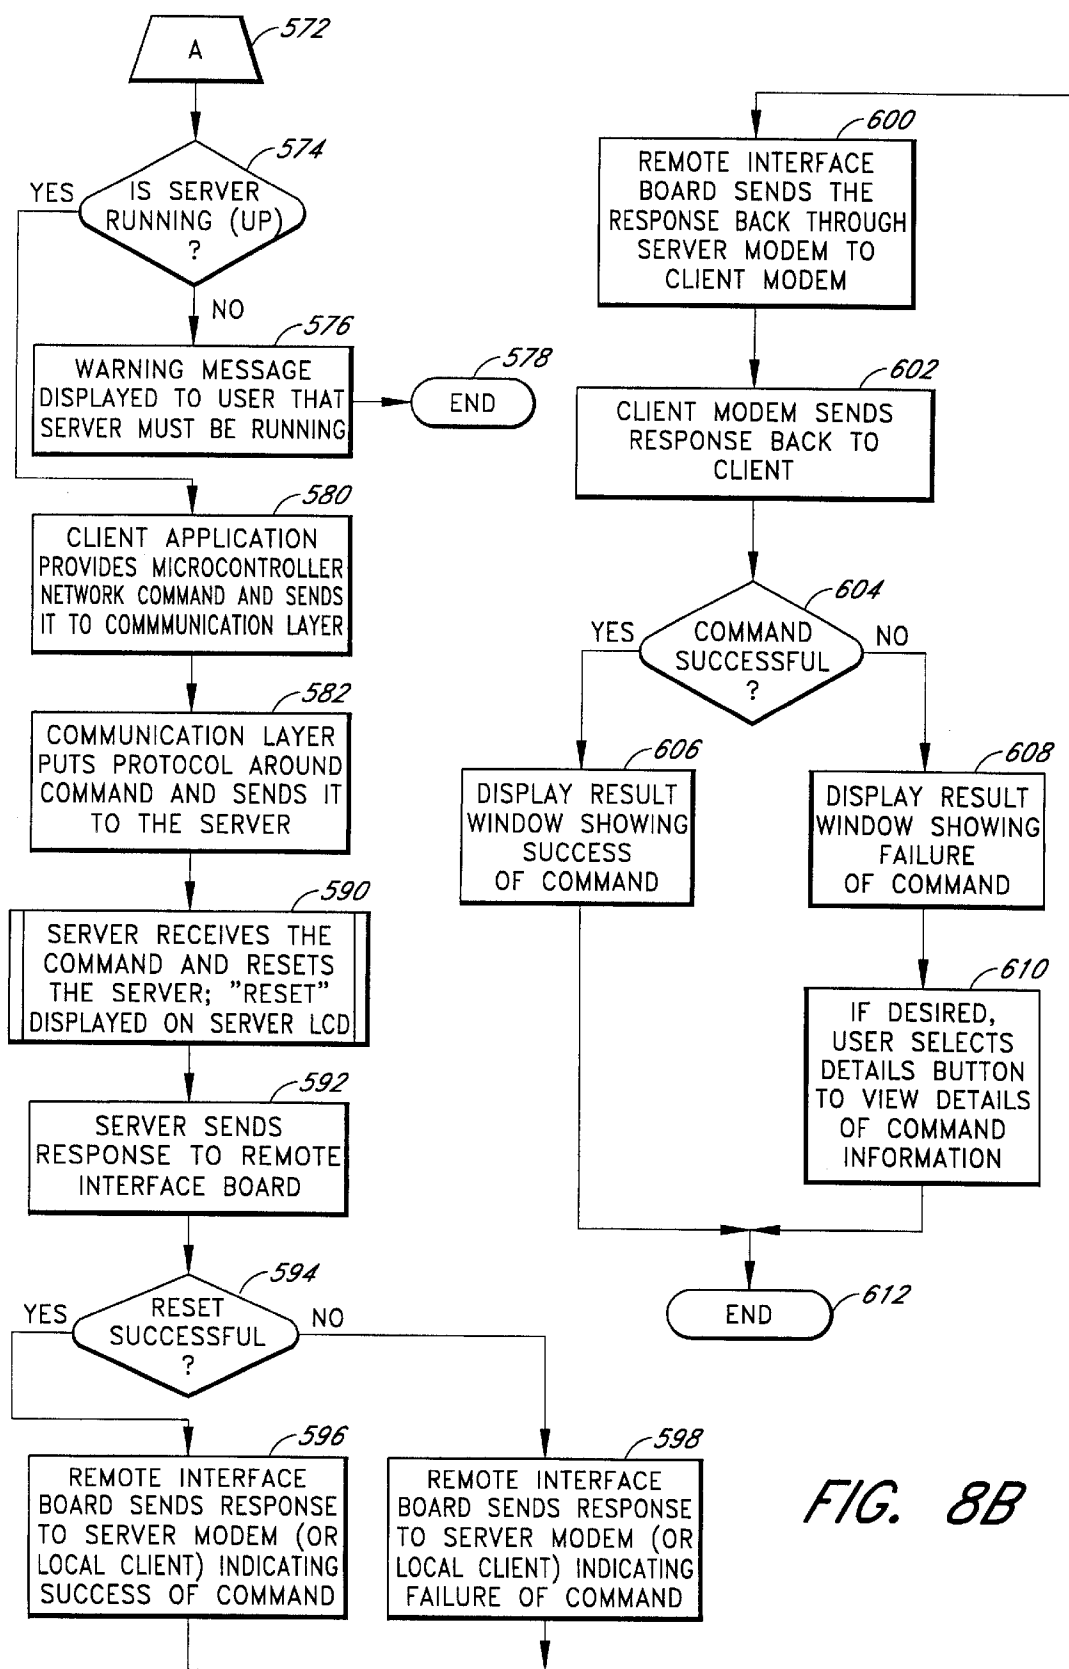 572
A
574
YES
IS SERVER
RUNNING (UP)
?
NO
576
WARNING MESSAGE
DISPLAYED TO USER THAT
SERVER MUST BE RUNNING
578
END
580
CLIENT APPLICATION
PROVIDES MICROCONTROLLER
NETWORK COMMAND AND SENDS
IT TO COMMMUNICATION LAYER
582
COMMUNICATION LAYER
PUTS PROTOCOL AROUND
COMMAND AND SENDS IT
TO THE SERVER
590
SERVER RECEIVES THE
COMMAND AND RESETS
THE SERVER; "RESET"
DISPLAYED ON SERVER LCD
592
SERVER SENDS
RESPONSE TO REMOTE
INTERFACE BOARD
594
YES
RESET
SUCCESSFUL
?
NO
596
REMOTE INTERFACE
BOARD SENDS RESPONSE
TO SERVER MODEM (OR
LOCAL CLIENT) INDICATING
SUCCESS OF COMMAND
598
REMOTE INTERFACE
BOARD SENDS RESPONSE
TO SERVER MODEM (OR
LOCAL CLIENT) INDICATING
FAILURE OF COMMAND
600
REMOTE INTERFACE
BOARD SENDS THE
RESPONSE BACK THROUGH
SERVER MODEM TO
CLIENT MODEM
602
CLIENT MODEM SENDS
RESPONSE BACK TO
CLIENT
604
YES
COMMAND
SUCCESSFUL
?
NO
606
DISPLAY RESULT
WINDOW SHOWING
SUCCESS
OF COMMAND
608
DISPLAY RESULT
WINDOW SHOWING
FAILURE
OF COMMAND
610
IF DESIRED,
USER SELECTS
DETAILS BUTTON
TO VIEW DETAILS
OF COMMAND
INFORMATION
END
612
FIG. 8B